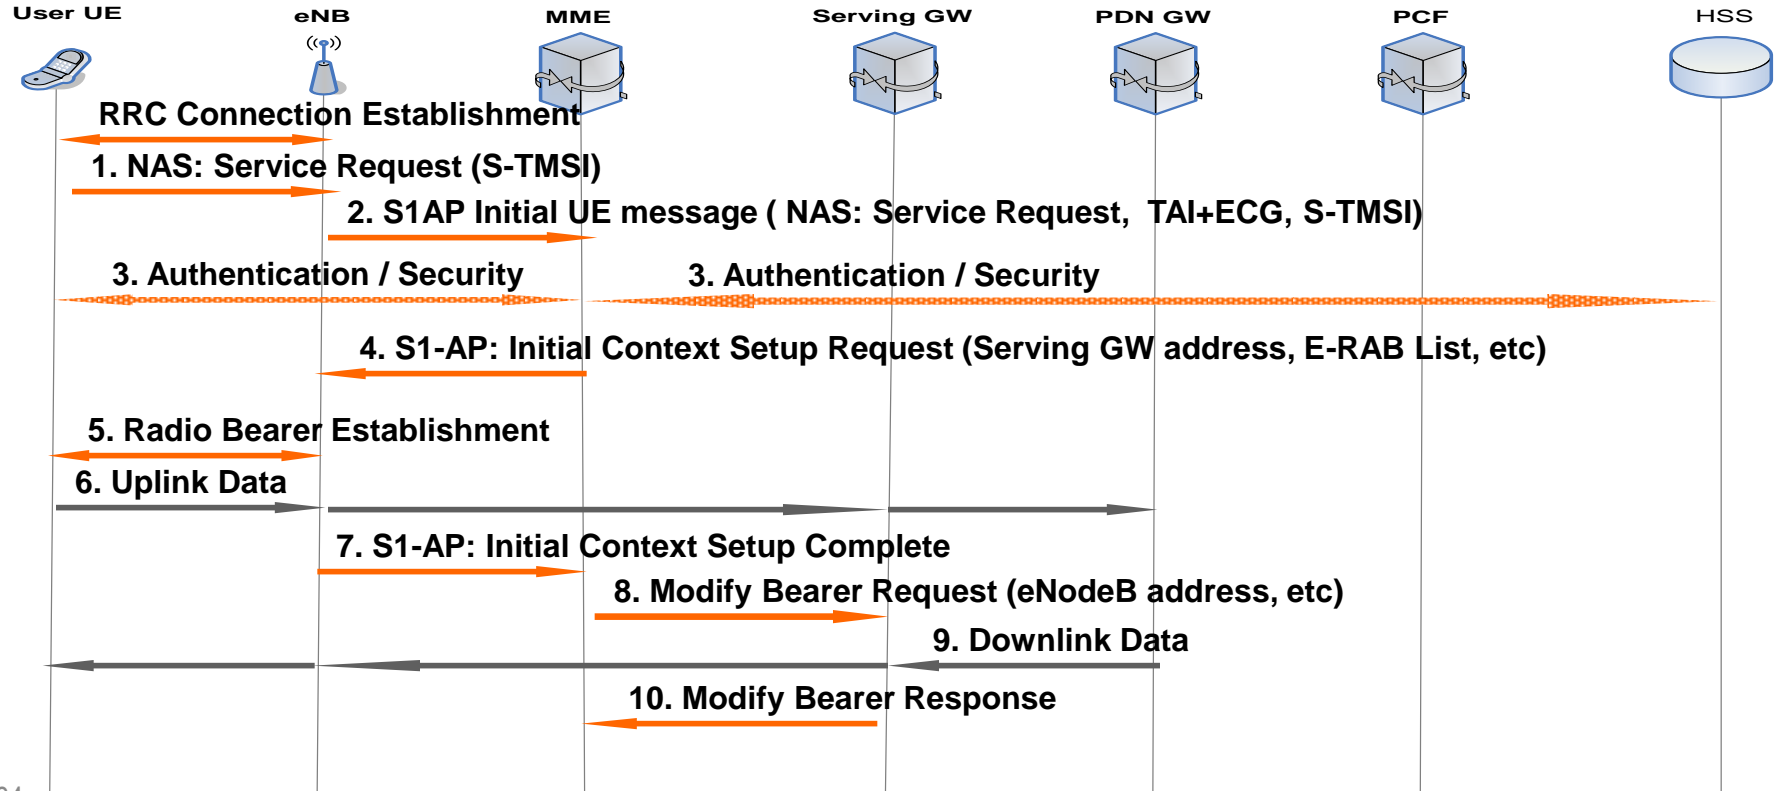 User UE eNB MME Serving GW PDN GW PCF HSS
RRC Connection Establishment
1. NAS: Service Request (S-TMSI)
2. S1AP Initial UE message ( NAS: Service Request, TAI+ECG, S-TMSI)
3. Authentication / Security 3. Authentication / Security
4. S1-AP: Initial Context Setup Request (Serving GW address, E-RAB List, etc)
5. Radio Bearer Establishment
6. Uplink Data
7. S1-AP: Initial Context Setup Complete
8. Modify Bearer Request (eNodeB address, etc)
9. Downlink Data
10. Modify Bearer Response